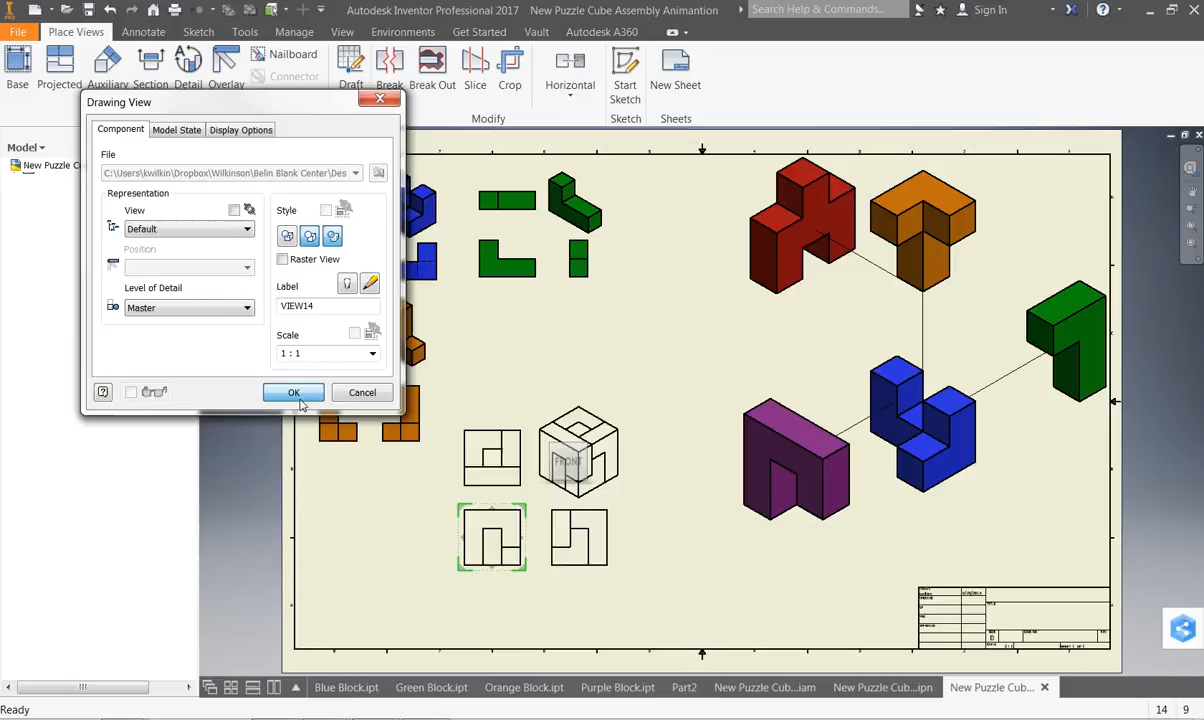 Autodesk Inventor Professional 2017 New Puzzle Cube Assembly Animantion
Search Help & Commands...
Sign In
File Place Views Annotate Sketch Tools Manage View Environments Get Started Vault Autodesk A360
Base Projected Auxiliary Section Detail Overlay
Nailboard
Connector
Draft Break Break Out Slice Crop
Horizontal
Start Sketch
New Sheet
Modify Sketch Sheets
Drawing View
Model
New Puzzle C
Component Model State Display Options
File
C:\Users\kwilkin\Dropbox\Wilkinson\Belin Blank Center\Des
Representation
View
Default
Position
Level of Detail
Master
Style
Raster View
Label
VIEW14
Scale
1 : 1
OK Cancel
FRONT
Blue Block.ipt Green Block.ipt Orange Block.ipt Purple Block.ipt Part2 New Puzzle Cub...iam New Puzzle Cub...ipn New Puzzle Cub...
Ready
14 9